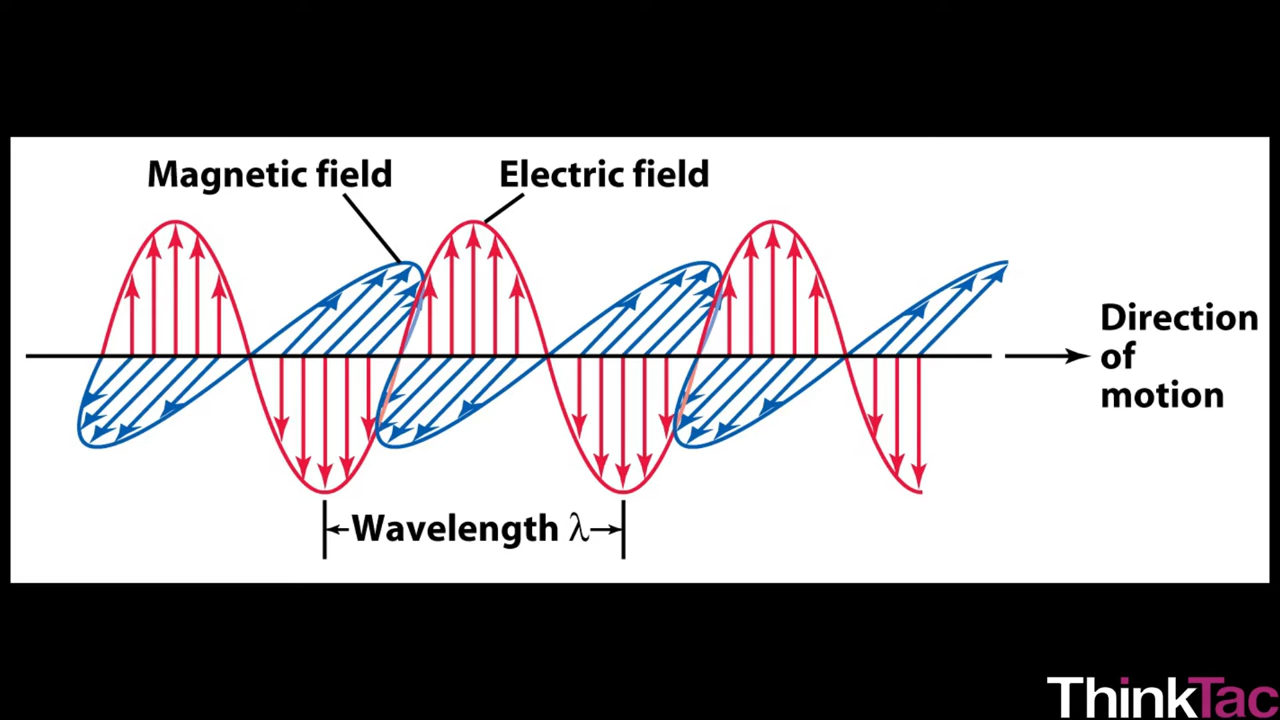 Magnetic field
Electric field
Direction
of
motion
Wavelength λ
ThinkTac